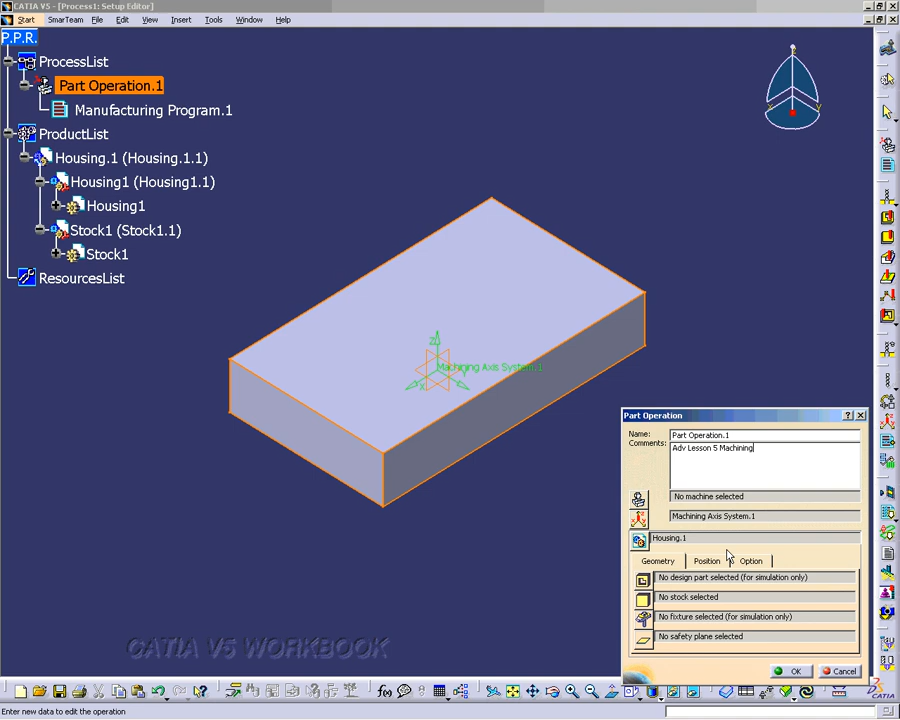 CATIA V5 - [Process1: Setup Editor]
Start SmarTeam File Edit View Insert Tools Window Help
P.P.R.
ProcessList
Part Operation.1
Manufacturing Program.1
ProductList
Housing.1 (Housing.1.1)
Housing1 (Housing1.1)
Housing1
Stock1 (Stock1.1)
Stock1
ResourcesList
Z
Machining Axis System.1
X
Y
Part Operation
Name: Part Operation.1
Comments: Adv Lesson 5 Machining
No machine selected
Machining Axis System.1
Housing.1
Geometry Position Option
No design part selected (for simulation only)
No stock selected
No fixture selected (for simulation only)
No safety plane selected
OK Cancel
CATIA V5 WORKBOOK
f(x)
CATIA
Enter new data to edit the operation